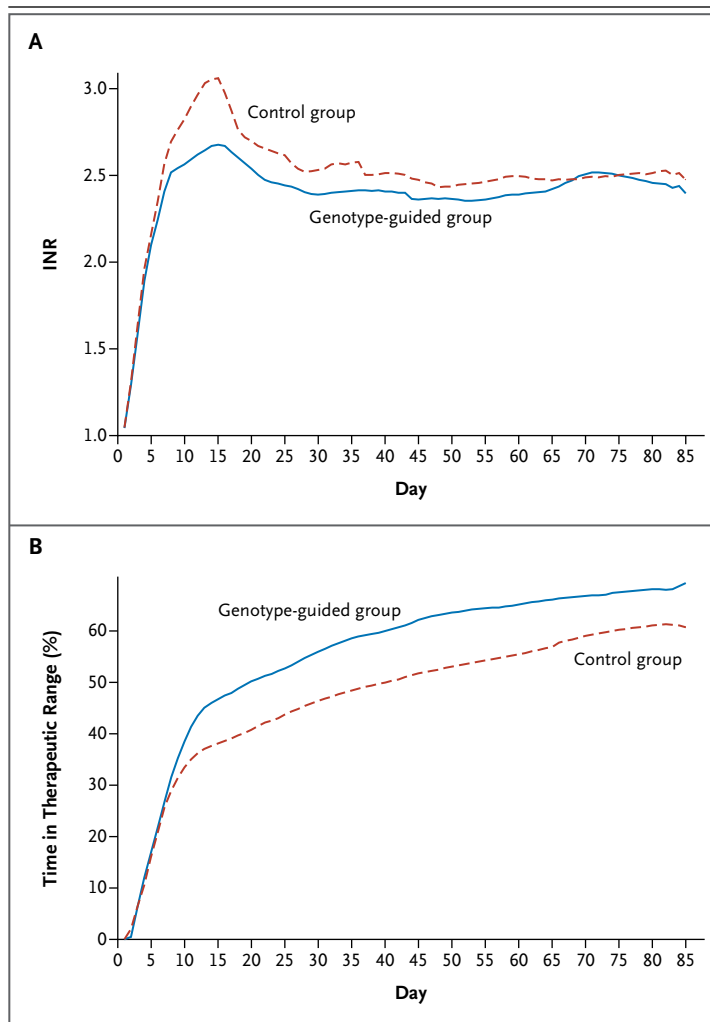 A
3.0
2.5
2.0
1.5
1.0
INR
Control group
Genotype-guided group
0 5 10 15 20 25 30 35 40 45 50 55 60 65 70 75 80 85
Day
B
60
50
40
30
20
10
0
Time in Therapeutic Range (%)
Genotype-guided group
Control group
0 5 10 15 20 25 30 35 40 45 50 55 60 65 70 75 80 85
Day